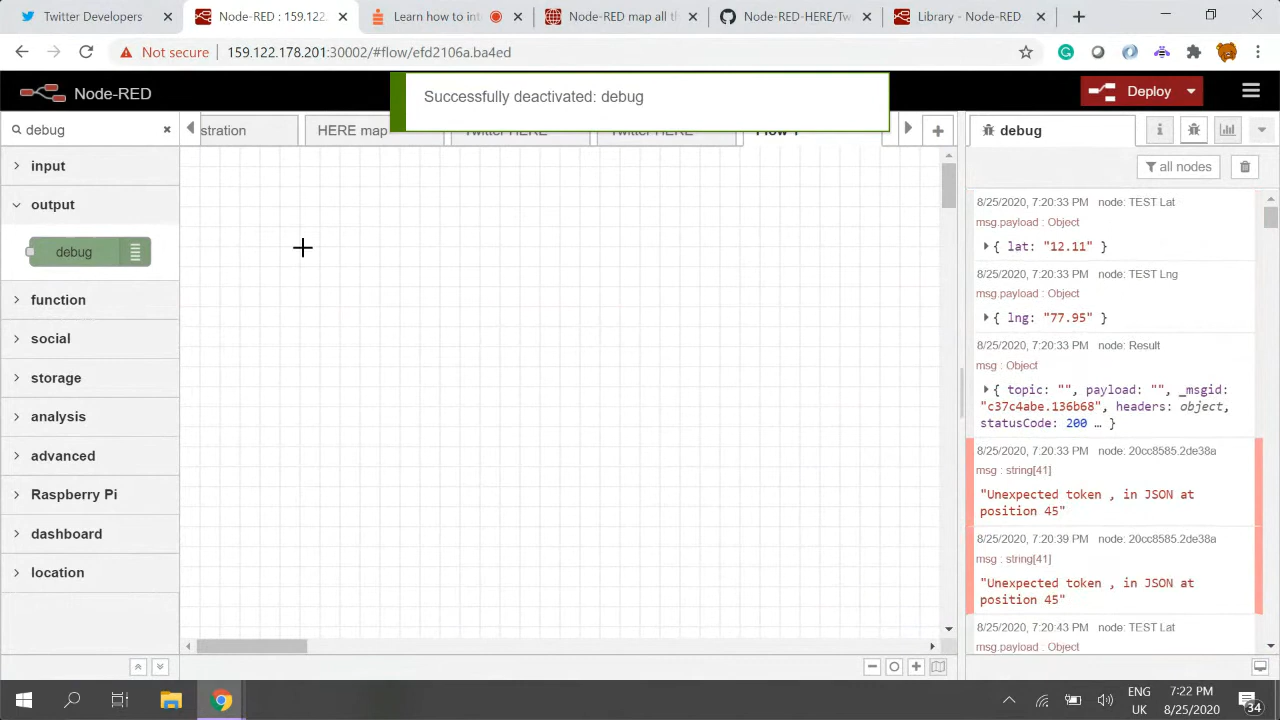 Twitter Developers
Node-RED : 159.122.
Learn how to int
Node-RED map all th
Node-RED-HERE/Tw
Library - Node-RED
Not secure
159.122.178.201:30002/#flow/efd2106a.ba4ed
Node-RED
Successfully deactivated: debug
Deploy
debug
stration
HERE map
Twitter HERE
Twitter HERE
Flow 1
debug
input
output
debug
function
social
storage
analysis
advanced
Raspberry Pi
dashboard
location
all nodes
8/25/2020, 7:20:33 PM node: TEST Lat
msg.payload : Object
{ lat: "12.11" }
8/25/2020, 7:20:33 PM node: TEST Lng
msg.payload : Object
{ lng: "77.95" }
8/25/2020, 7:20:33 PM node: Result
msg : Object
{ topic: "", payload: "", _msgid:
"c37c4abe.136b68", headers: object,
statusCode: 200 … }
8/25/2020, 7:20:33 PM node: 20cc8585.2de38a
msg : string[41]
"Unexpected token , in JSON at
position 45"
8/25/2020, 7:20:39 PM node: 20cc8585.2de38a
msg : string[41]
"Unexpected token , in JSON at
position 45"
8/25/2020, 7:20:43 PM node: TEST Lat
msg.payload : Object
ENG
UK
7:22 PM
8/25/2020
34